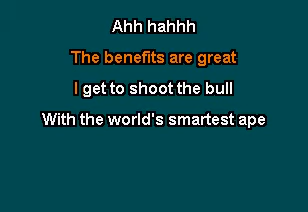 Ahh hahhh
The benefits are great
I get to shoot the bull
With the world's smartest ape